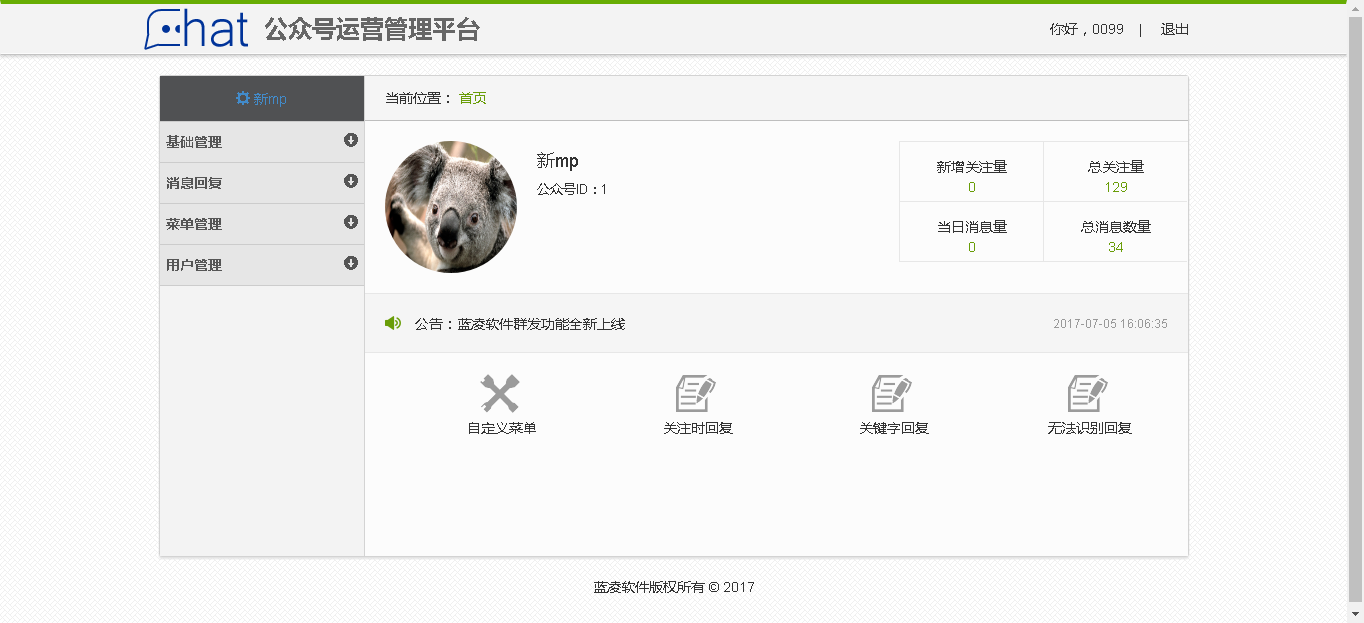 Chat 公众号运营管理平台
你好，0099 | 退出
新mp
当前位置： 首页
基础管理
消息回复
菜单管理
用户管理
新mp
公众号ID：1
新增关注量
0
总关注量
129
当日消息量
0
总消息数量
34
公告：蓝凌软件群发功能全新上线
2017-07-05 16:06:35
自定义菜单
关注时回复
关键字回复
无法识别回复
蓝凌软件版权所有 © 2017